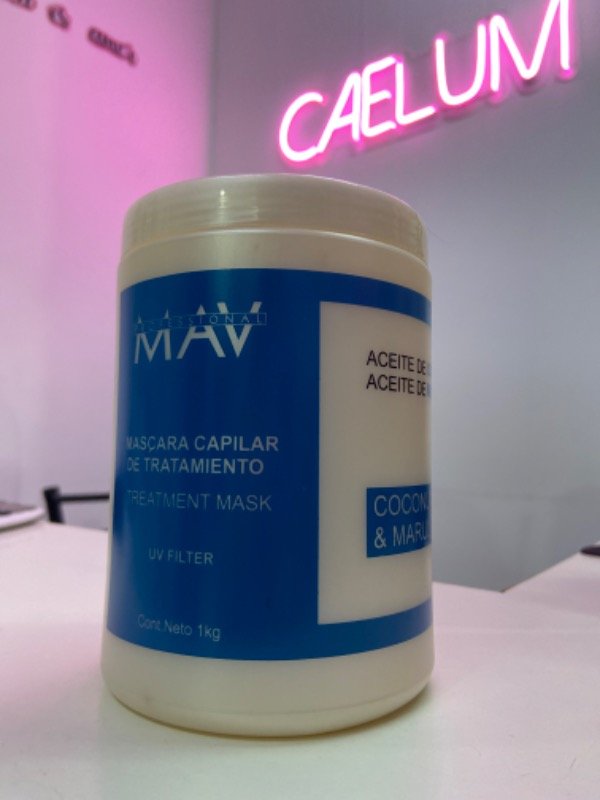 CAELUM
PROFESSIONAL
MAV
MASCARA CAPILAR
DE TRATAMIENTO
TREATMENT MASK
UV FILTER
Cont.Neto 1kg
ACEITE DE
ACEITE DE
&